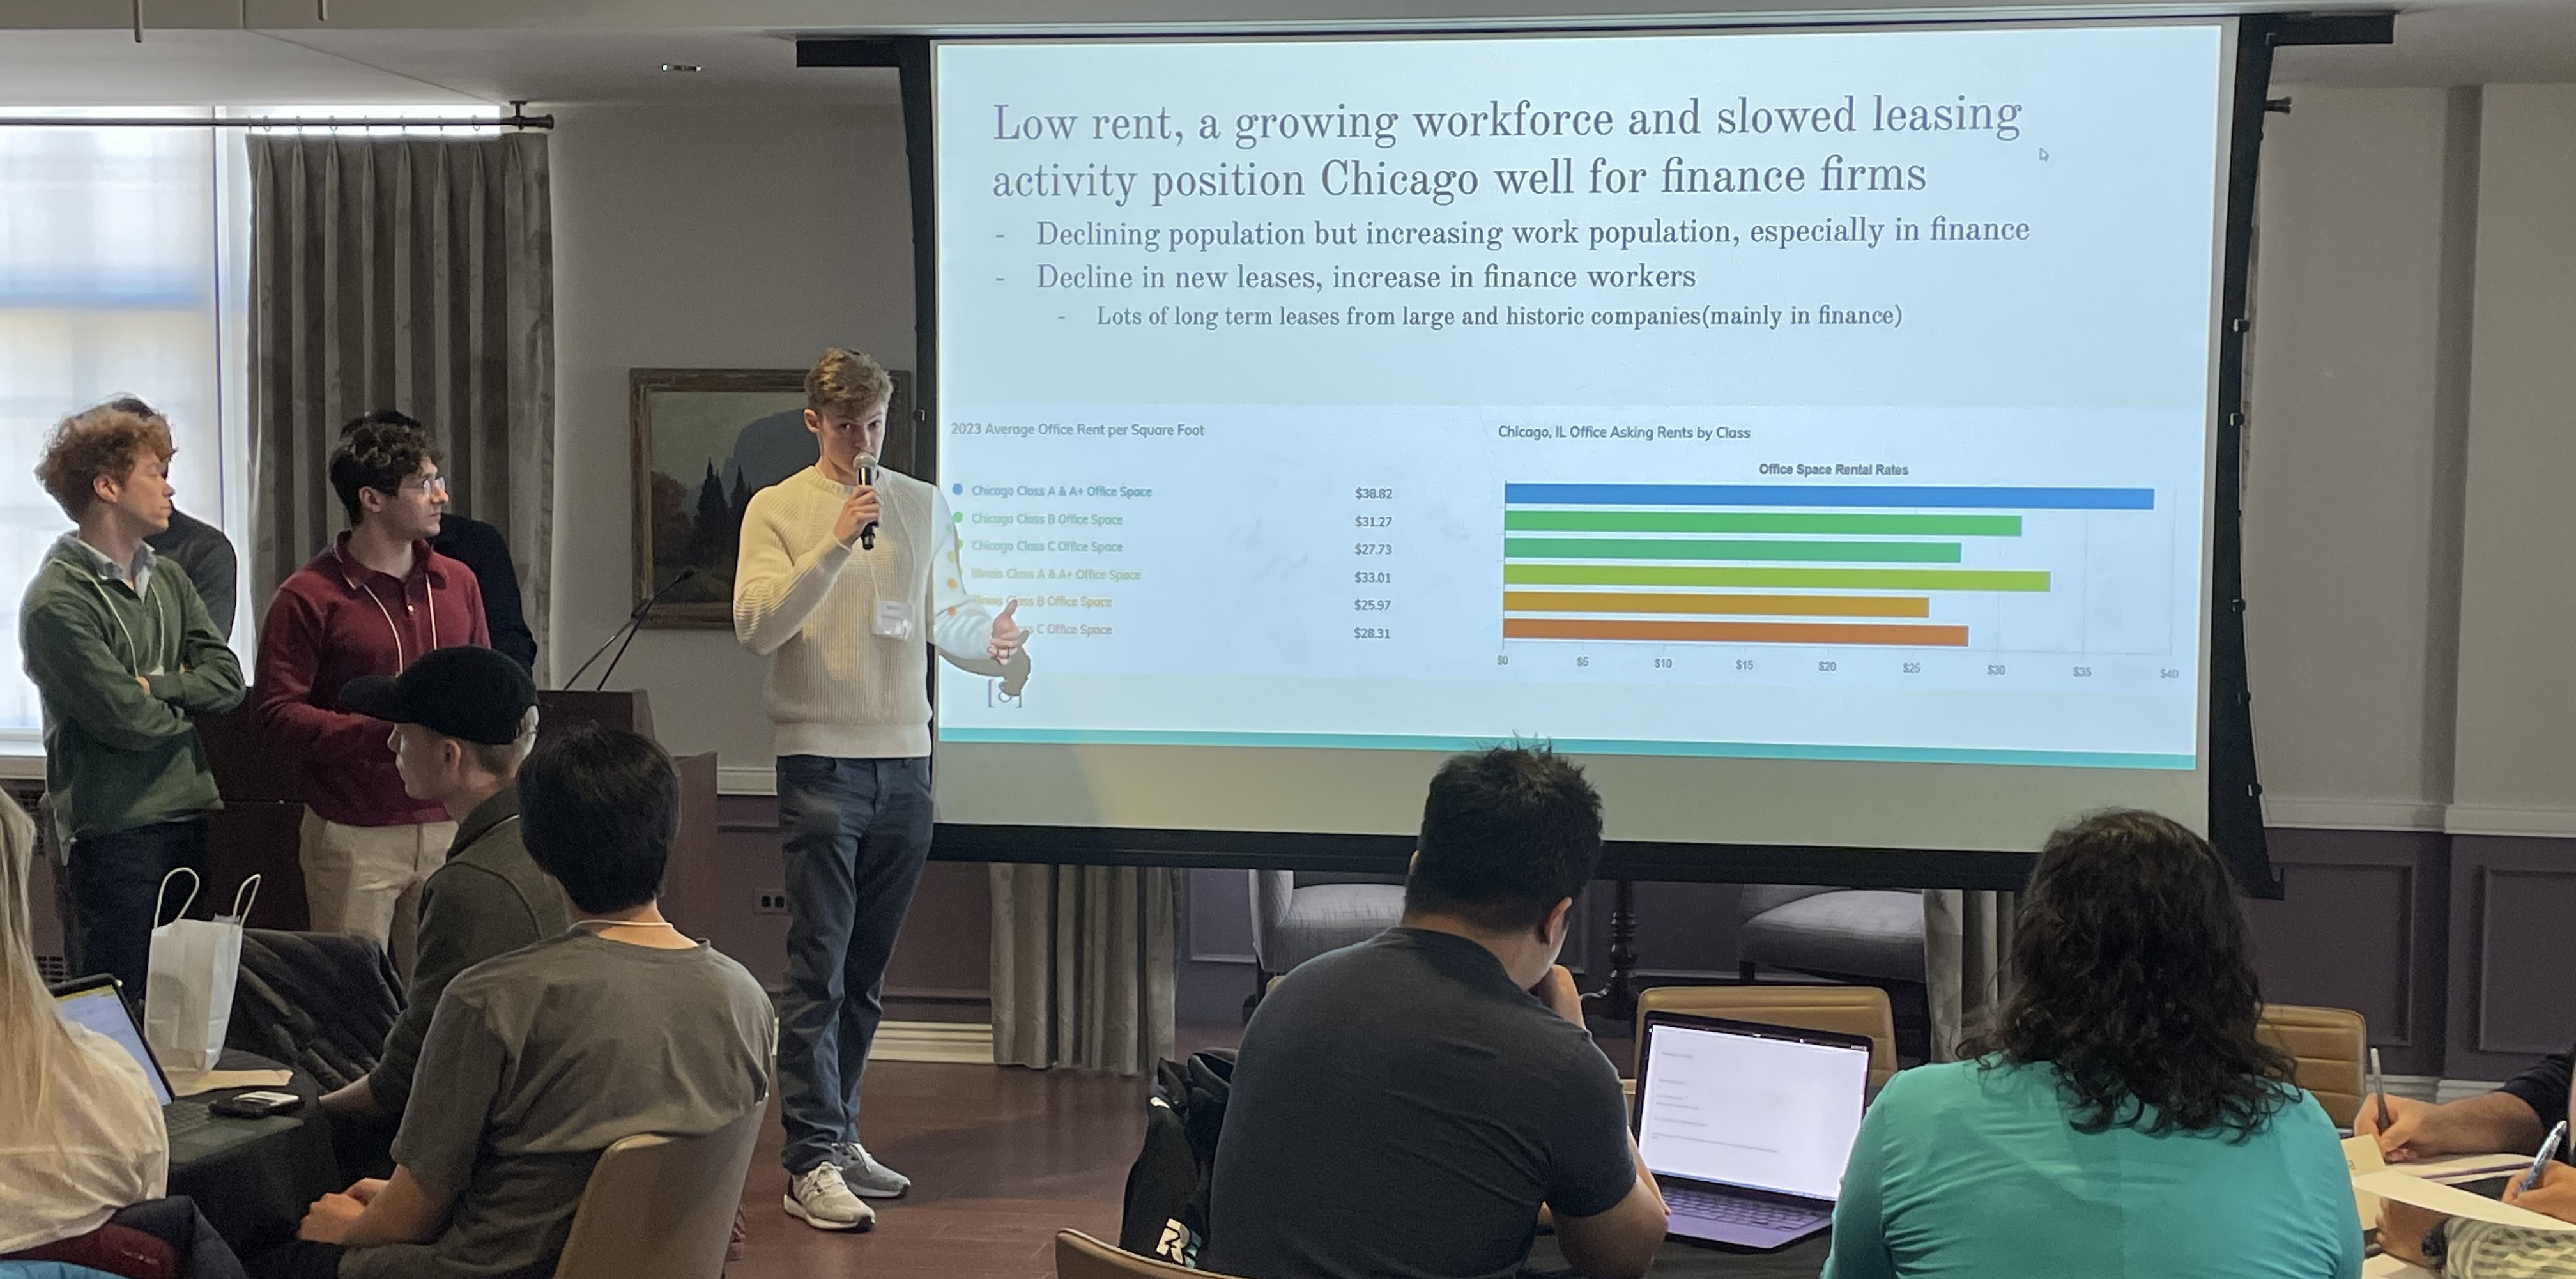 Low rent, a growing workforce and slowed leasing
activity position Chicago well for finance firms
- Declining population but increasing work population, especially in finance
- Decline in new leases, increase in finance workers
- Lots of long term leases from large and historic companies(mainly in finance)
2023 Average Office Rent per Square Foot
Chicago Class A & A+ Office Space $38.82
Chicago Class B Office Space $31.27
Chicago Class C Office Space $27.73
Illinois Class A & A+ Office Space $33.01
Class B Office Space $25.97
C Office Space $28.31
[8]
Chicago, IL Office Asking Rents by Class
Office Space Rental Rates
$0 $5 $10 $15 $20 $25 $30 $35 $40